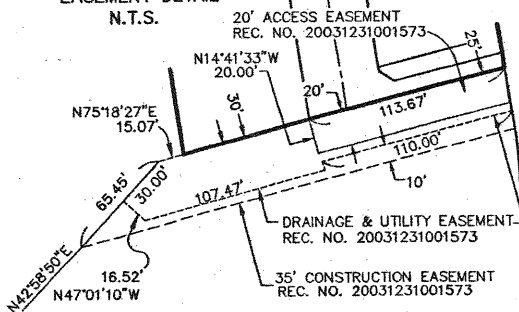 EASEMENT DETAIL
N.T.S.
20' ACCESS EASEMENT
REC. NO. 20031231001573
N14°41'33"W
20.00'
25'
N75°18'27"E
15.07'
30'
20'
113.67'
110.00'
10'
65.45'
30.00'
107.47'
DRAINAGE & UTILITY EASEMENT
REC. NO. 20031231001573
16.52'
N47°01'10"W
35' CONSTRUCTION EASEMENT
REC. NO. 20031231001573
N42°58'50"E